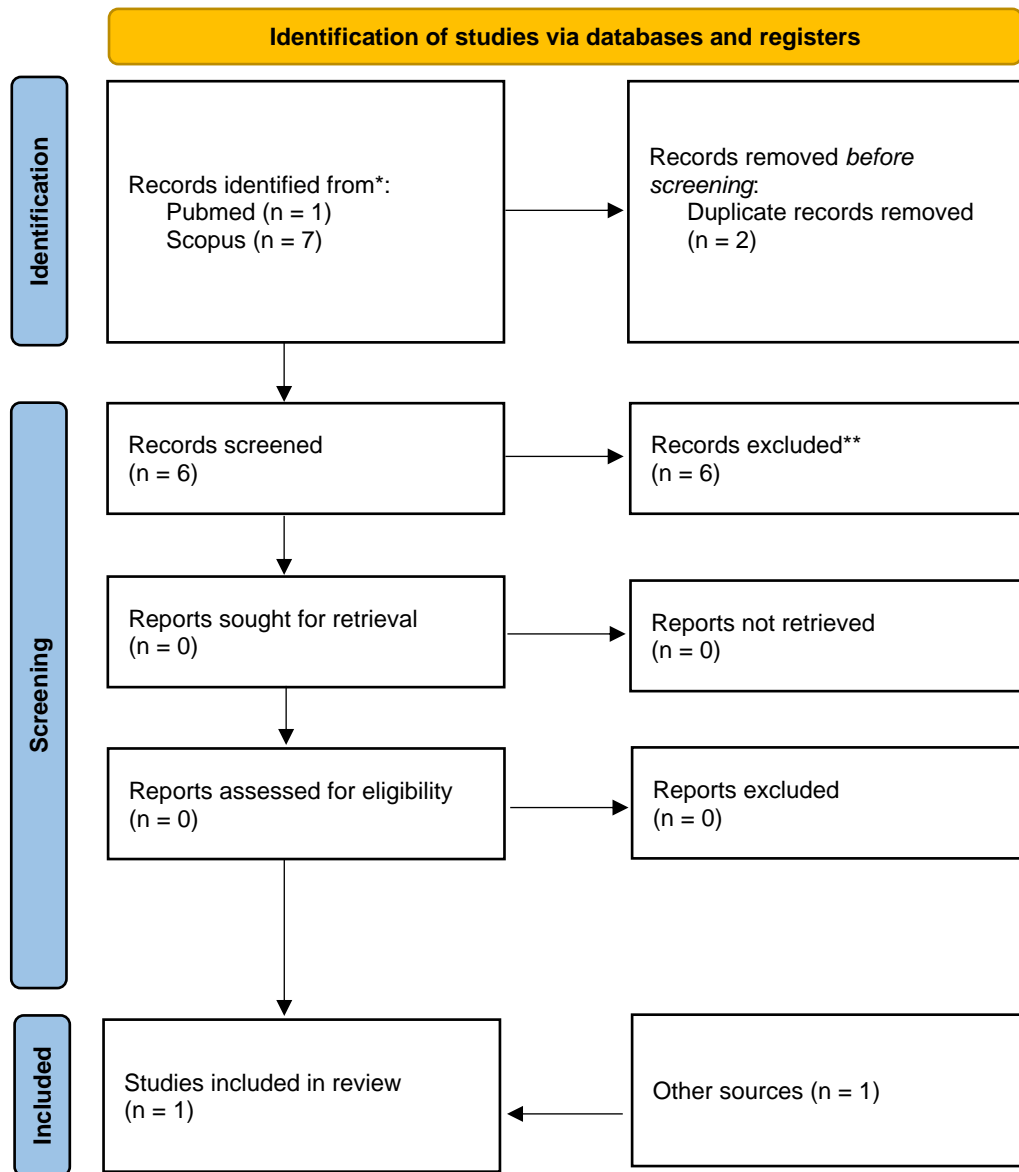 Identification of studies via databases and registers
Identification
Records identified from*:
Pubmed (n = 1)
Scopus (n = 7)
Records removed before
screening:
Duplicate records removed
(n = 2)
Screening
Records screened
(n = 6)
Records excluded**
(n = 6)
Reports sought for retrieval
(n = 0)
Reports not retrieved
(n = 0)
Reports assessed for eligibility
(n = 0)
Reports excluded
(n = 0)
Included
Studies included in review
(n = 1)
Other sources (n = 1)